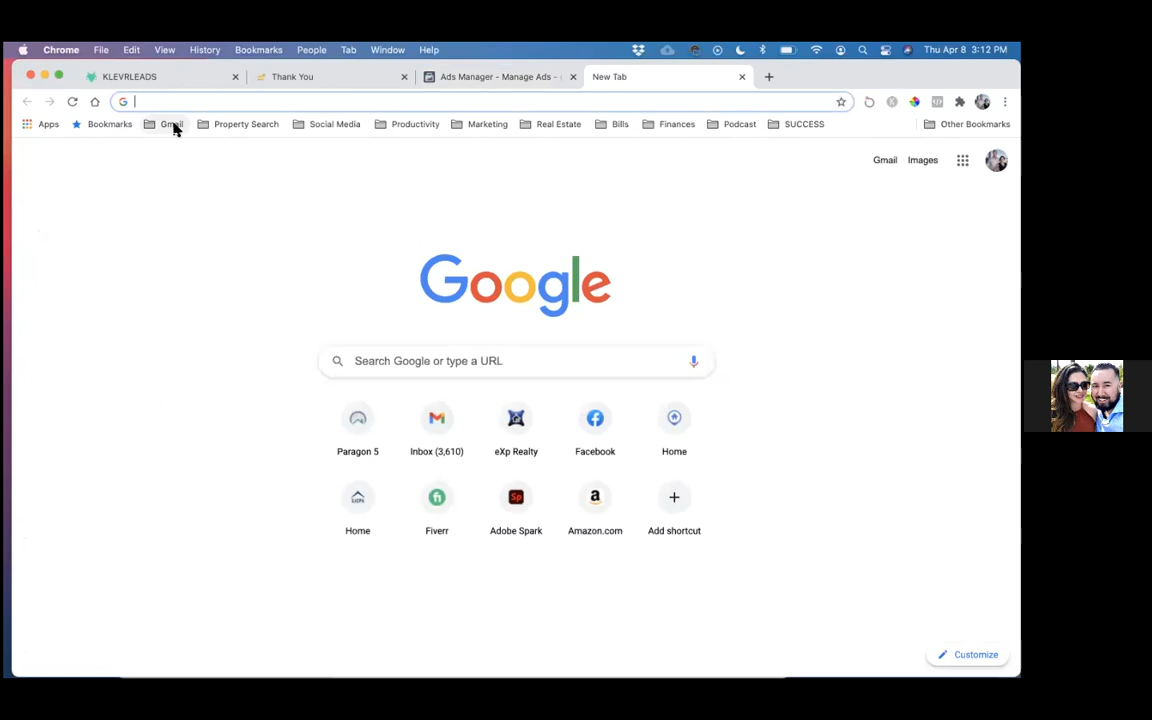 Chrome File Edit View History Bookmarks People Tab Window Help Thu Apr 8 3:12 PM
KLEVRLEADS Thank You Ads Manager - Manage Ads - New Tab
Apps Bookmarks Gmail Property Search Social Media Productivity Marketing Real Estate Bills Finances Podcast SUCCESS Other Bookmarks
Gmail Images
Google
Search Google or type a URL
Paragon 5 Inbox (3,610) eXp Realty Facebook Home
Home Fiverr Adobe Spark Amazon.com Add shortcut
Customize